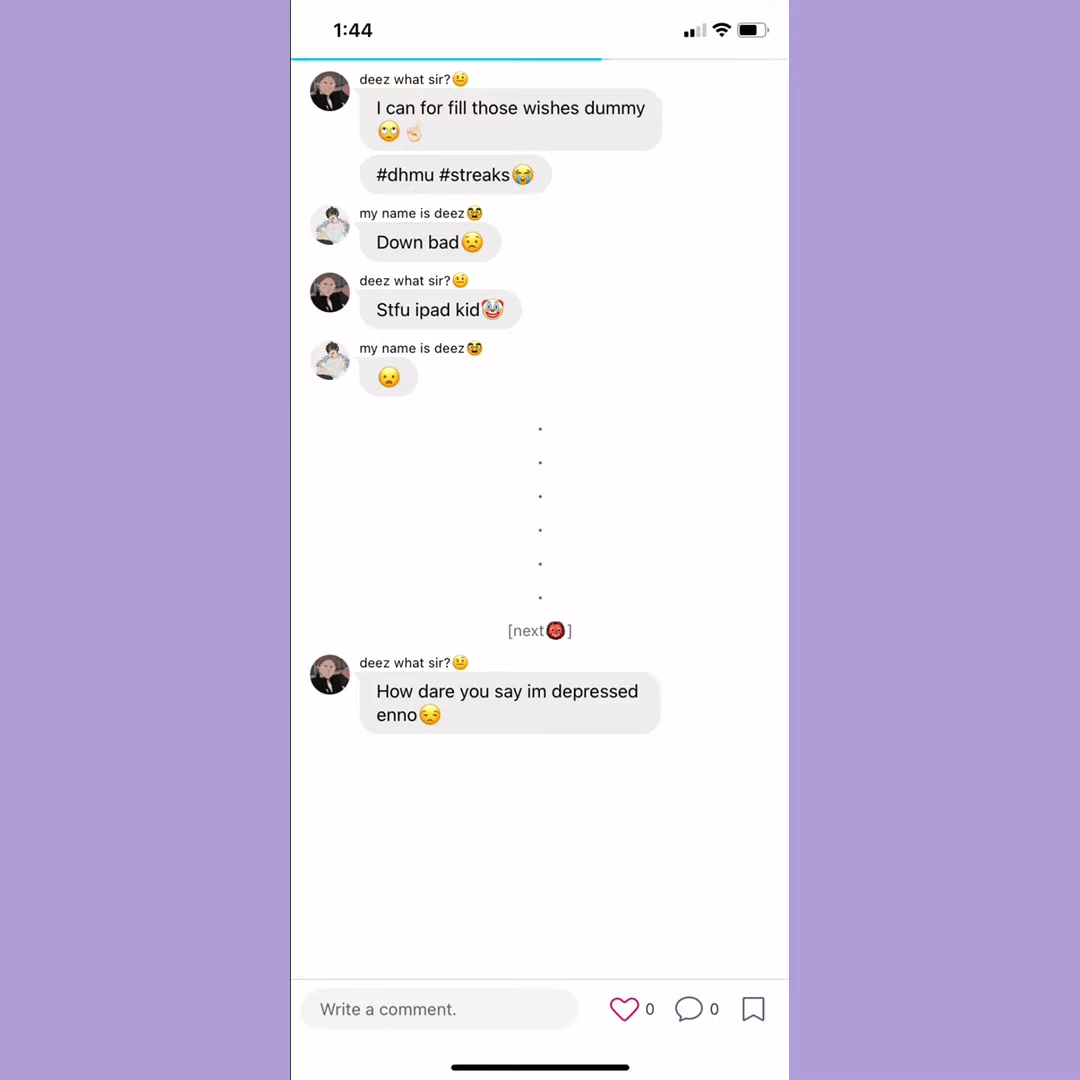 1:44
deez what sir?🤨
I can for fill those wishes dummy
🙄☝🏻
#dhmu #streaks😭
my name is deez🥸
Down bad😟
deez what sir?🤨
Stfu ipad kid🤡
my name is deez🥸
😦
.
.
.
.
.
.
[next👹]
deez what sir?🤨
How dare you say im depressed
enno😒
Write a comment.
0
0